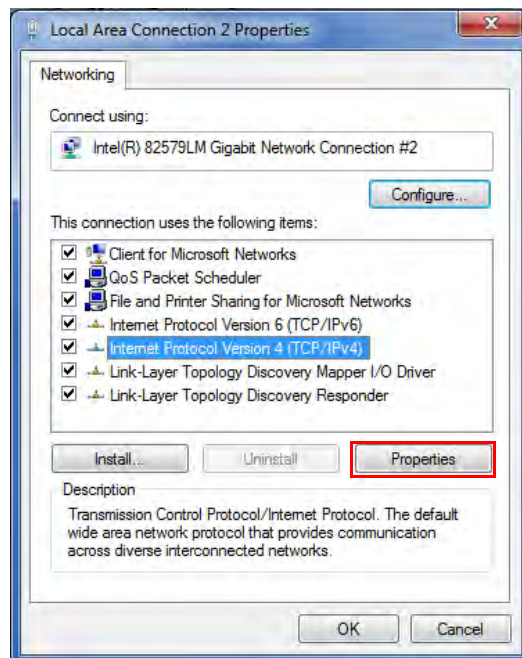 Local Area Connection 2 Properties
Networking
Connect using:
Intel(R) 82579LM Gigabit Network Connection #2
Configure...
This connection uses the following items:
Client for Microsoft Networks
QoS Packet Scheduler
File and Printer Sharing for Microsoft Networks
Internet Protocol Version 6 (TCP/IPv6)
Internet Protocol Version 4 (TCP/IPv4)
Link-Layer Topology Discovery Mapper I/O Driver
Link-Layer Topology Discovery Responder
Install... Uninstall Properties
Description
Transmission Control Protocol/Internet Protocol. The default
wide area network protocol that provides communication
across diverse interconnected networks.
OK Cancel